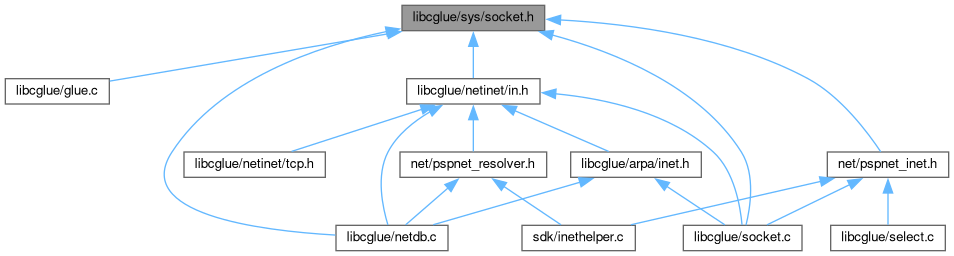 libcglue/sys/socket.h
libcglue/glue.c
libcglue/netinet/in.h
libcglue/netinet/tcp.h
net/pspnet_resolver.h
libcglue/arpa/inet.h
net/pspnet_inet.h
libcglue/netdb.c
sdk/inethelper.c
libcglue/socket.c
libcglue/select.c